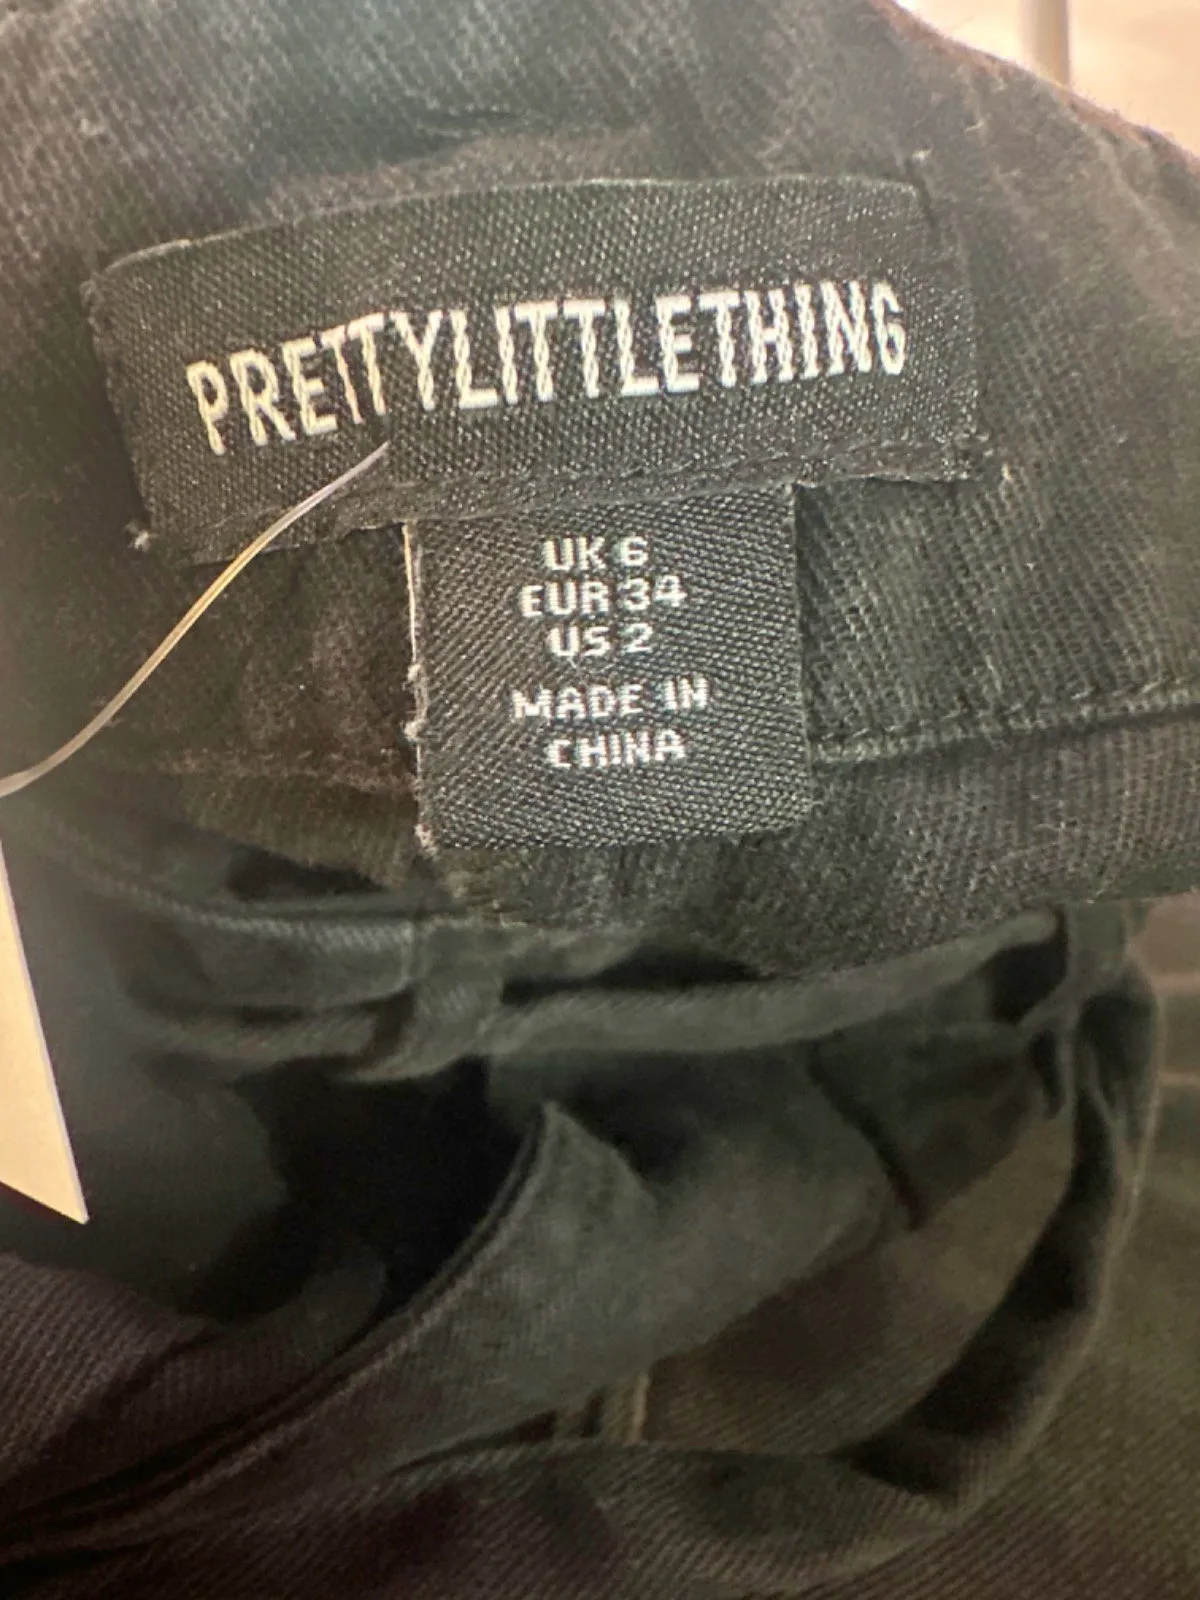 PRETTYLITTLETHING
UK 6
EUR 34
US 2
MADE IN
CHINA